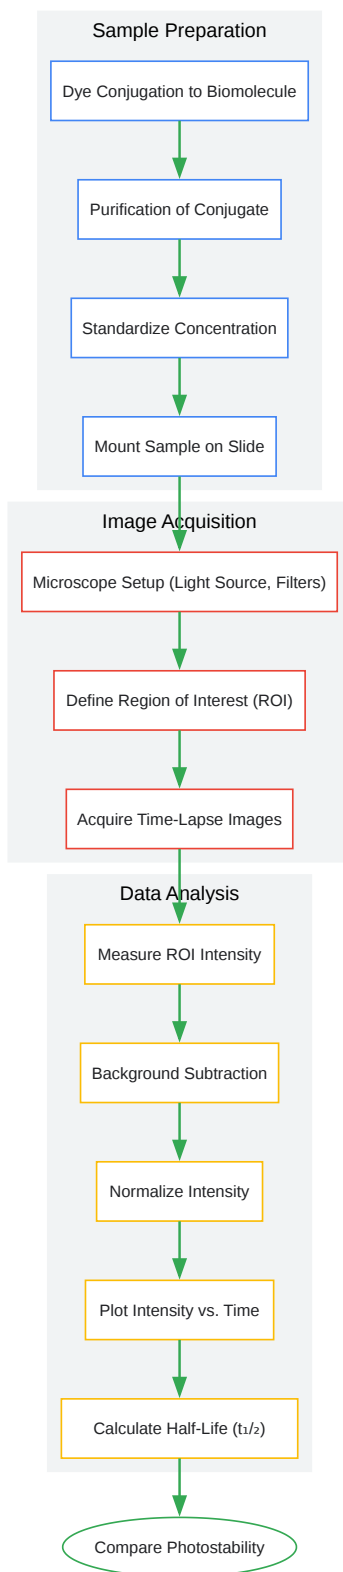 Sample Preparation
Dye Conjugation to Biomolecule
Purification of Conjugate
Standardize Concentration
Mount Sample on Slide
Image Acquisition
Microscope Setup (Light Source, Filters)
Define Region of Interest (ROI)
Acquire Time-Lapse Images
Data Analysis
Measure ROI Intensity
Background Subtraction
Normalize Intensity
Plot Intensity vs. Time
Calculate Half-Life (t₁/₂)
Compare Photostability